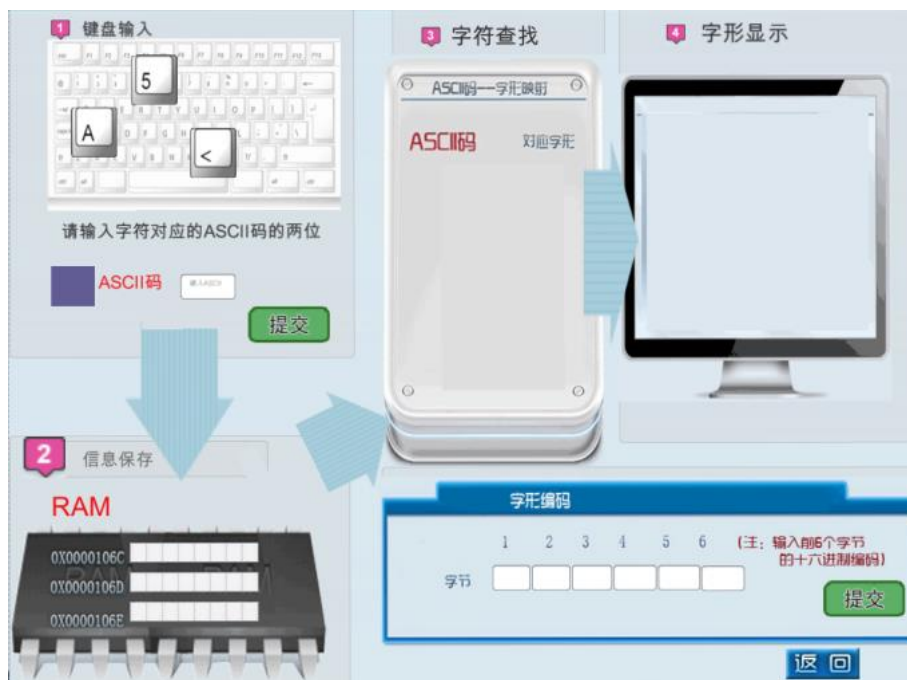 1 键盘输入
5
A
<
请输入字符对应的ASCII码的两位
ASCII码
提交
2 信息保存
RAM
0X0000106C
0X0000106D
0X0000106E
3 字符查找
ASCII码——字形映射
ASCII码 对应字形
4 字形显示
字形编码
1 2 3 4 5 6 (注：输入前6个字节
的十六进制编码)
字节
提交
返回